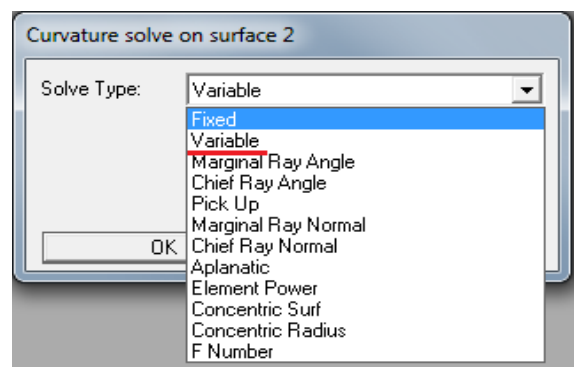 Curvature solve on surface 2
Solve Type: Variable
Fixed
Variable
Marginal Ray Angle
Chief Ray Angle
Pick Up
Marginal Ray Normal
OK Chief Ray Normal
Aplanatic
Element Power
Concentric Surf
Concentric Radius
F Number